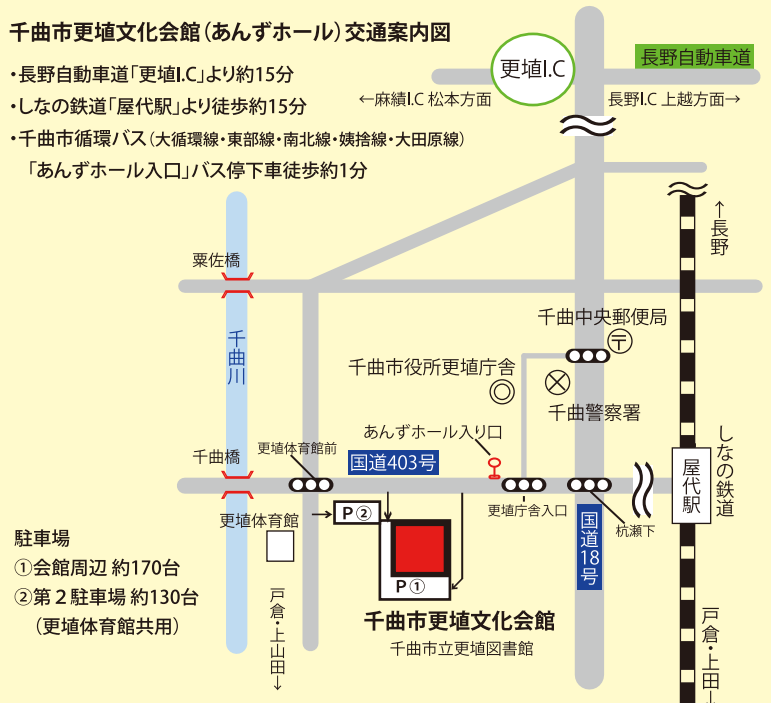 千曲市更埴文化会館(あんずホール)交通案内図
・長野自動車道「更埴I.C」より約15分
・しなの鉄道「屋代駅」より徒歩約15分
・千曲市循環バス(大循環線・東部線・南北線・姨捨線・大田原線)
「あんずホール入口」バス停下車徒歩約1分
更埴I.C
長野自動車道
←麻績I.C 松本方面
長野I.C 上越方面→
↑長野
粟佐橋
千曲川
千曲中央郵便局
〒
千曲市役所更埴庁舎
千曲警察署
あんずホール入り口
更埴体育館前
国道403号
千曲橋
しなの鉄道
屋代駅
更埴庁舎入口
杭瀬下
国道18号
更埴体育館
P②
P①
駐車場
①会館周辺 約170台
②第2駐車場 約130台
(更埴体育館共用)
戸倉・上山田→
千曲市更埴文化会館
千曲市立更埴図書館
戸倉・上田→